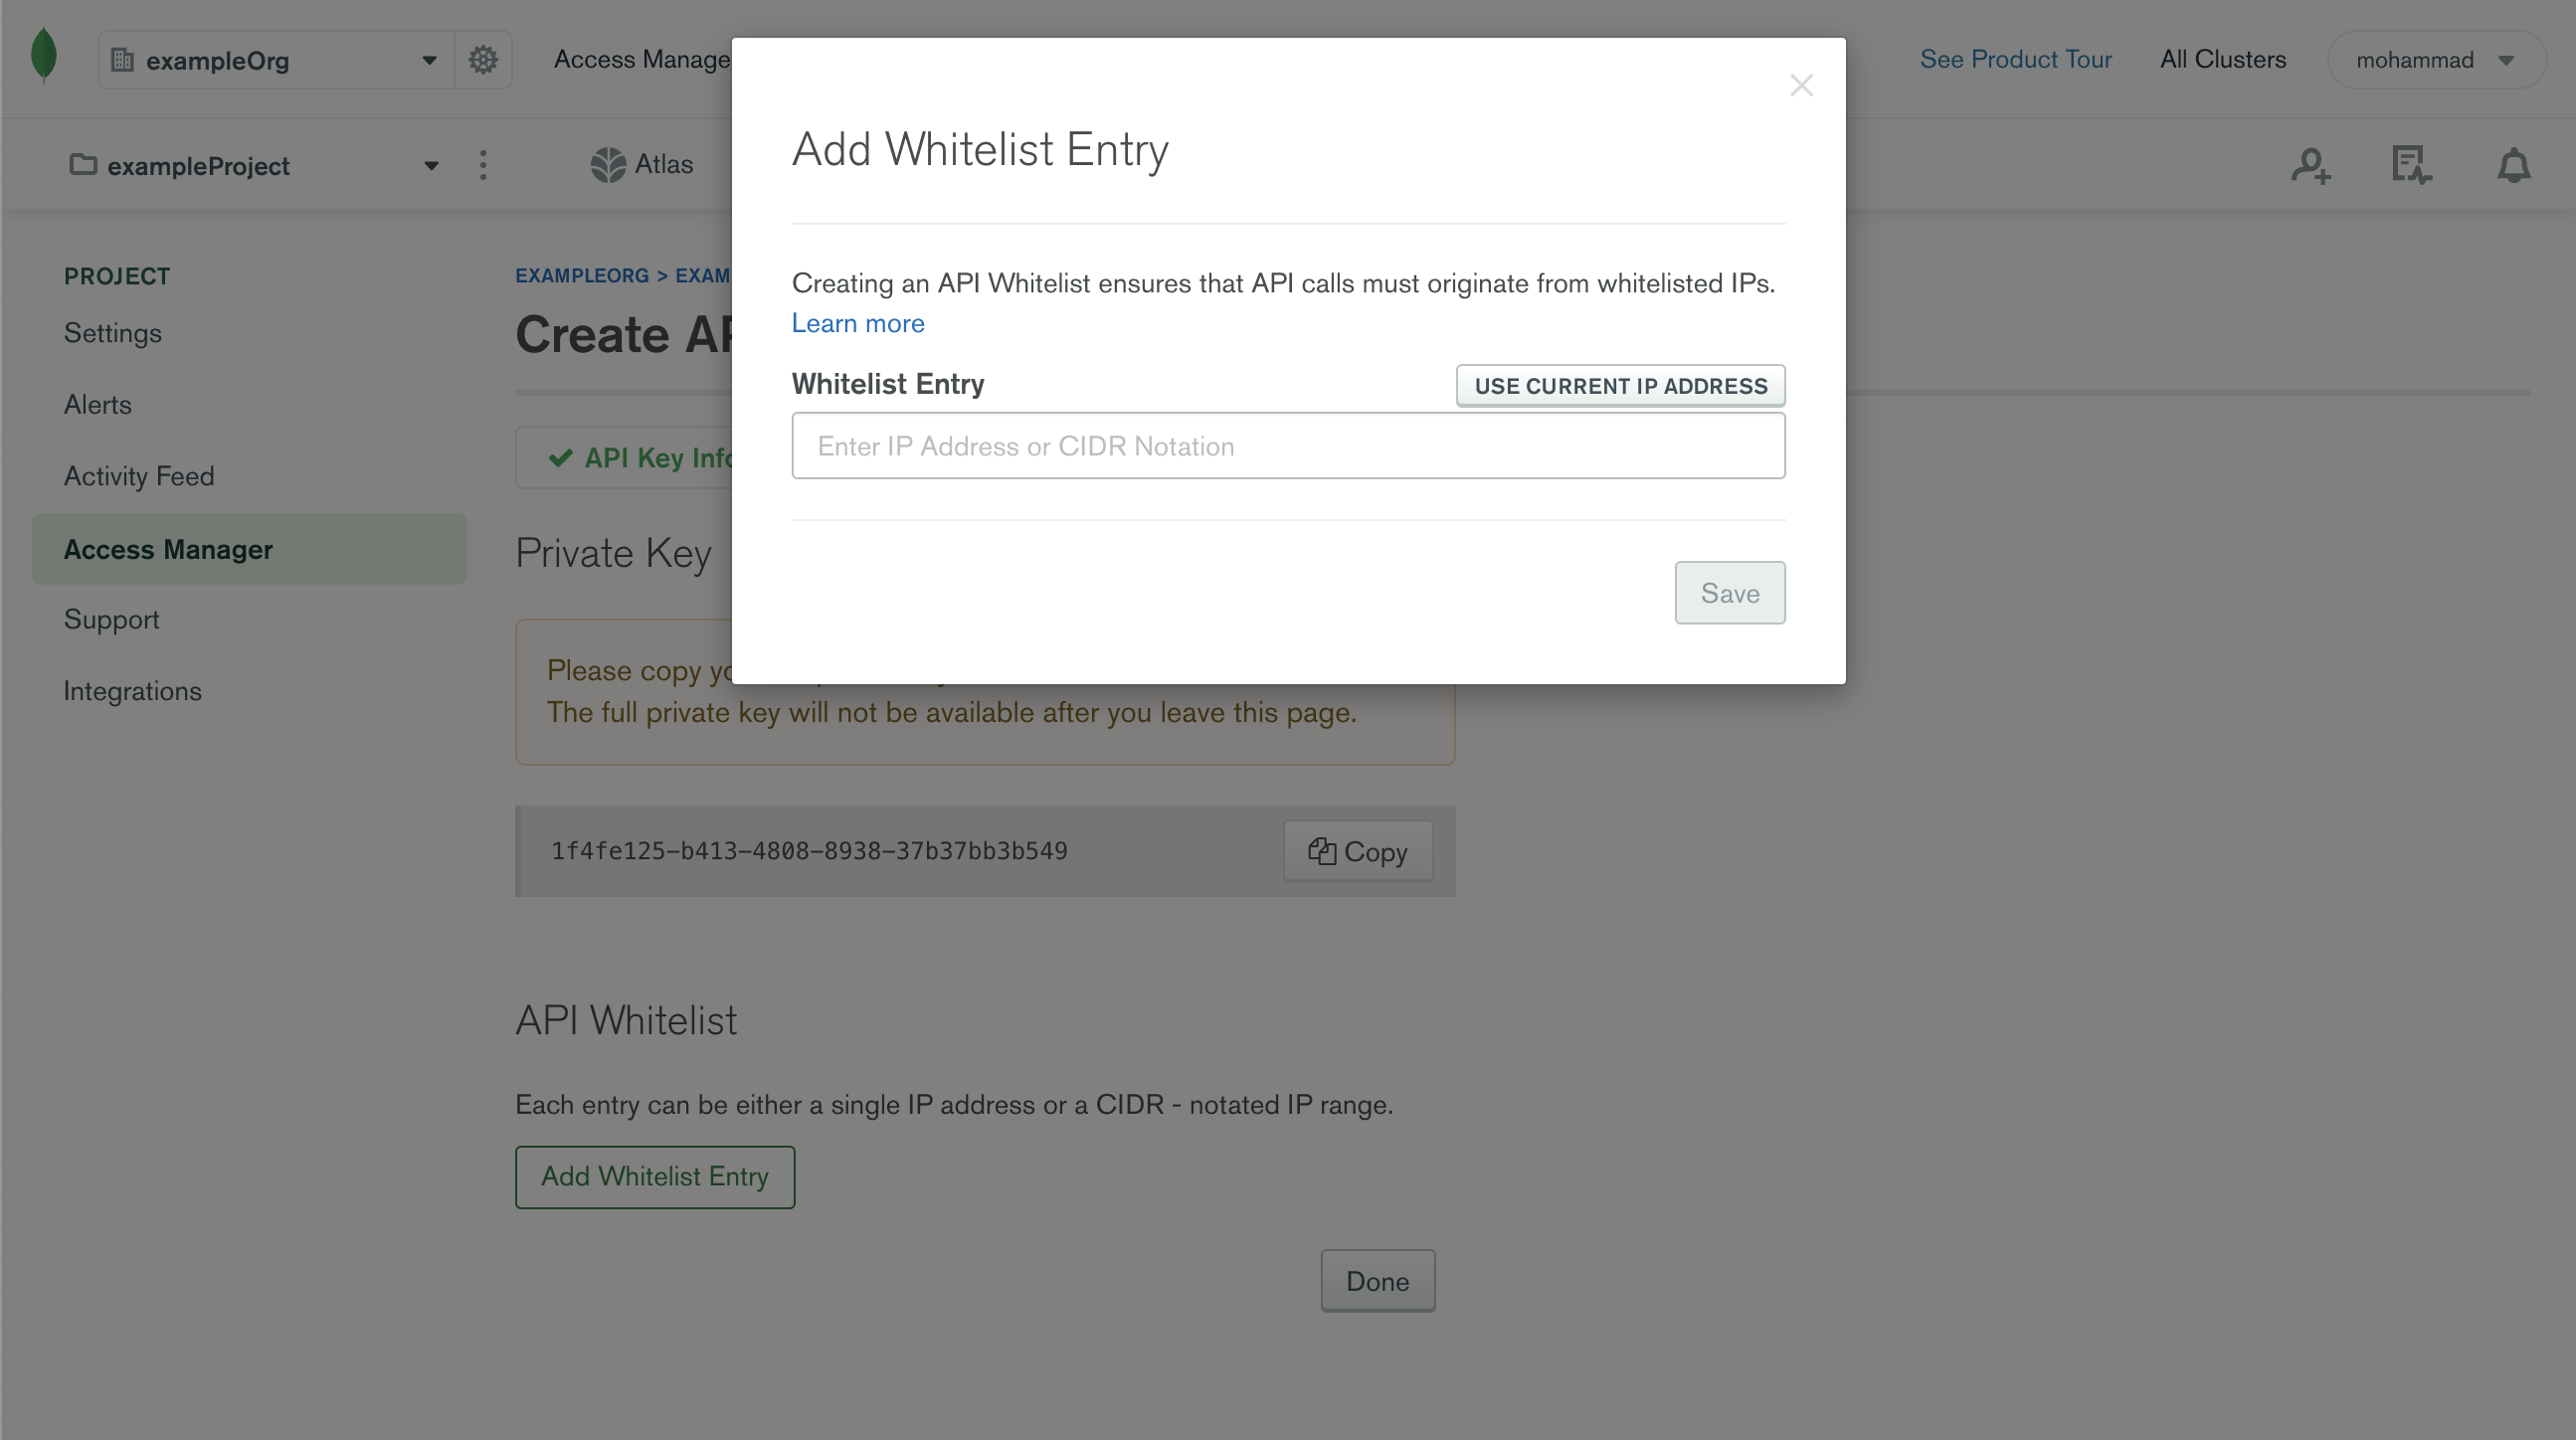 exampleOrg
Access Manage
See Product Tour
All Clusters
mohammad
exampleProject
Atlas
PROJECT
Settings
Alerts
Activity Feed
Access Manager
Support
Integrations
EXAMPLEORG > EXAM
Create AP
API Key Info
Private Key
Please copy yo
The full private key will not be available after you leave this page.
1f4fe125-b413-4808-8938-37b37bb3b549
Copy
API Whitelist
Each entry can be either a single IP address or a CIDR - notated IP range.
Add Whitelist Entry
Done
Add Whitelist Entry
Creating an API Whitelist ensures that API calls must originate from whitelisted IPs.
Learn more
Whitelist Entry
USE CURRENT IP ADDRESS
Enter IP Address or CIDR Notation
Save